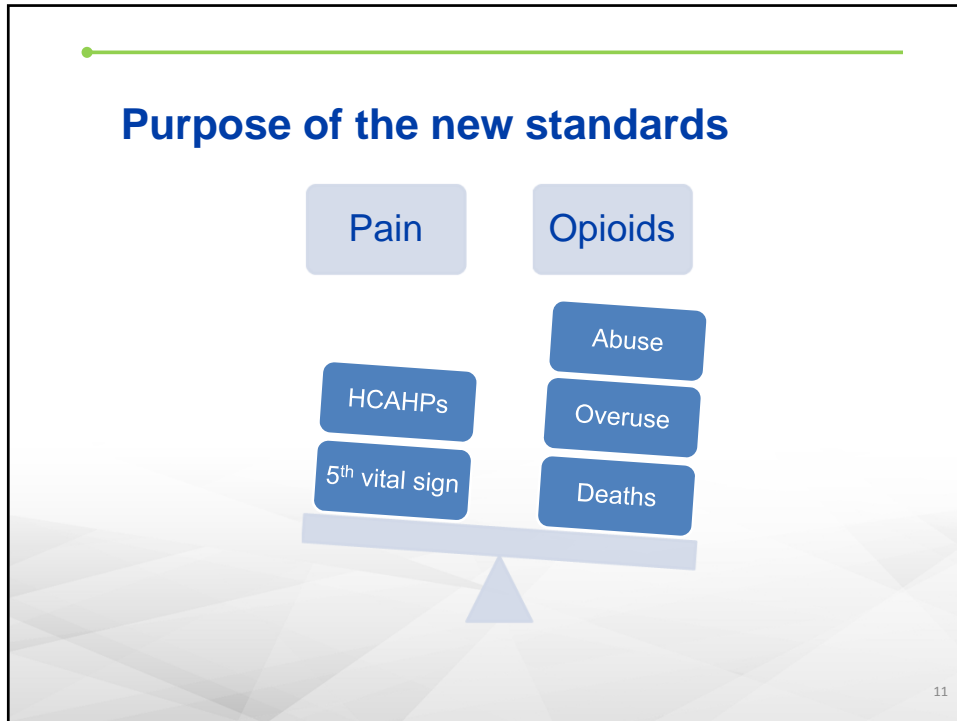 Purpose of the new standards
Pain
Opioids
HCAHPs
5th vital sign
Abuse
Overuse
Deaths
11